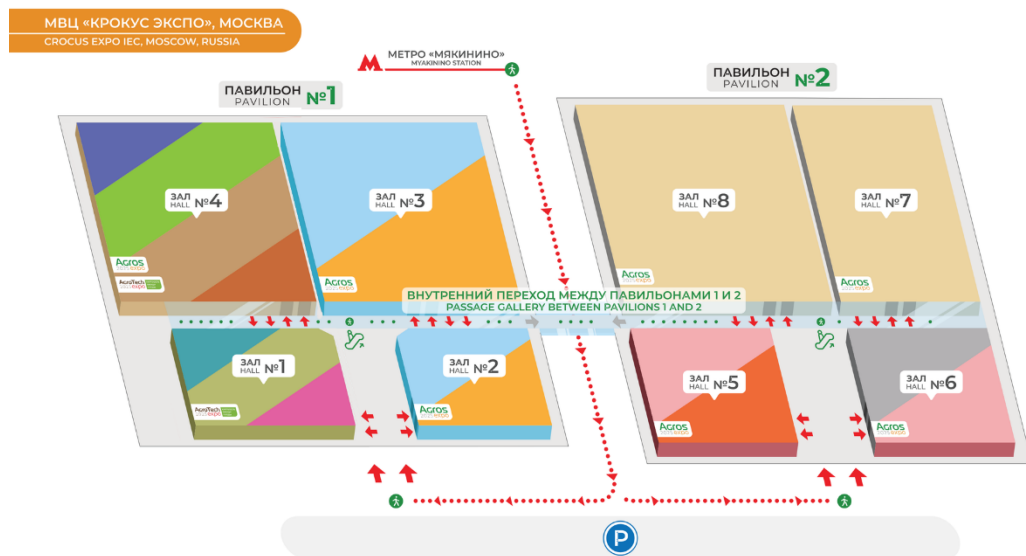 МВЦ «КРОКУС ЭКСПО», МОСКВА
CROCUS EXPO IEC, MOSCOW, RUSSIA
МЕТРО «МЯКИНИНО»
MYAKININO STATION
ПАВИЛЬОН №1
PAVILION
ПАВИЛЬОН №2
PAVILION
ЗАЛ №4
HALL
ЗАЛ №3
HALL
ЗАЛ №8
HALL
ЗАЛ №7
HALL
Agros
AgroTech
Agros
Agros
Agros
ВНУТРЕННИЙ ПЕРЕХОД МЕЖДУ ПАВИЛЬОНАМИ 1 И 2
PASSAGE GALLERY BETWEEN PAVILIONS 1 AND 2
ЗАЛ №1
HALL
ЗАЛ №2
HALL
ЗАЛ №5
HALL
ЗАЛ №6
HALL
AgroTech
Agros
Agros
Agros
P